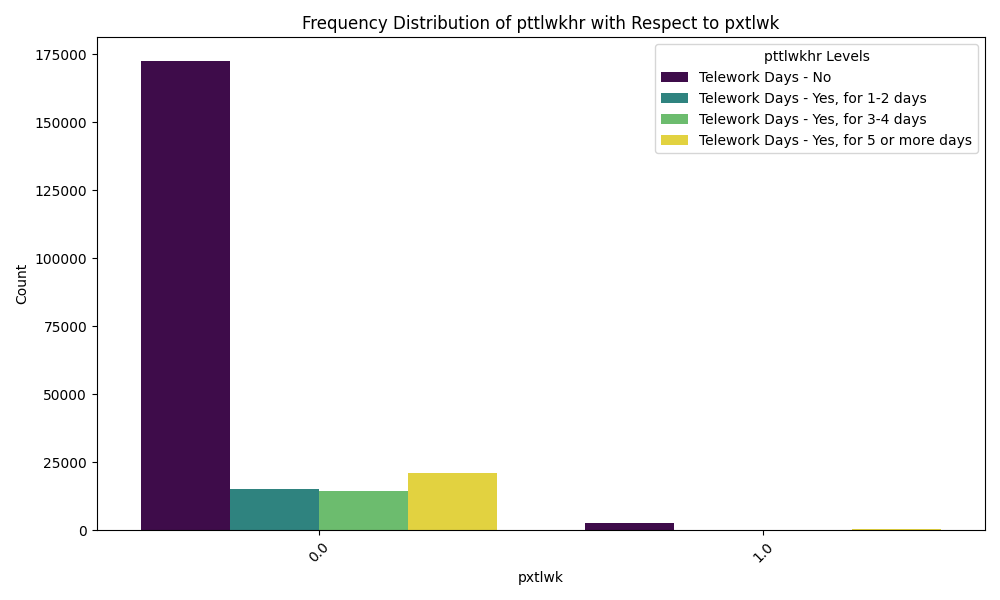 Frequency Distribution of pttlwkhr with Respect to pxtlwk
pttlwkhr Levels
Telework Days - No
Telework Days - Yes, for 1-2 days
Telework Days - Yes, for 3-4 days
Telework Days - Yes, for 5 or more days
Count
175000
150000
125000
100000
75000
50000
25000
0
0.0
1.0
pxtlwk